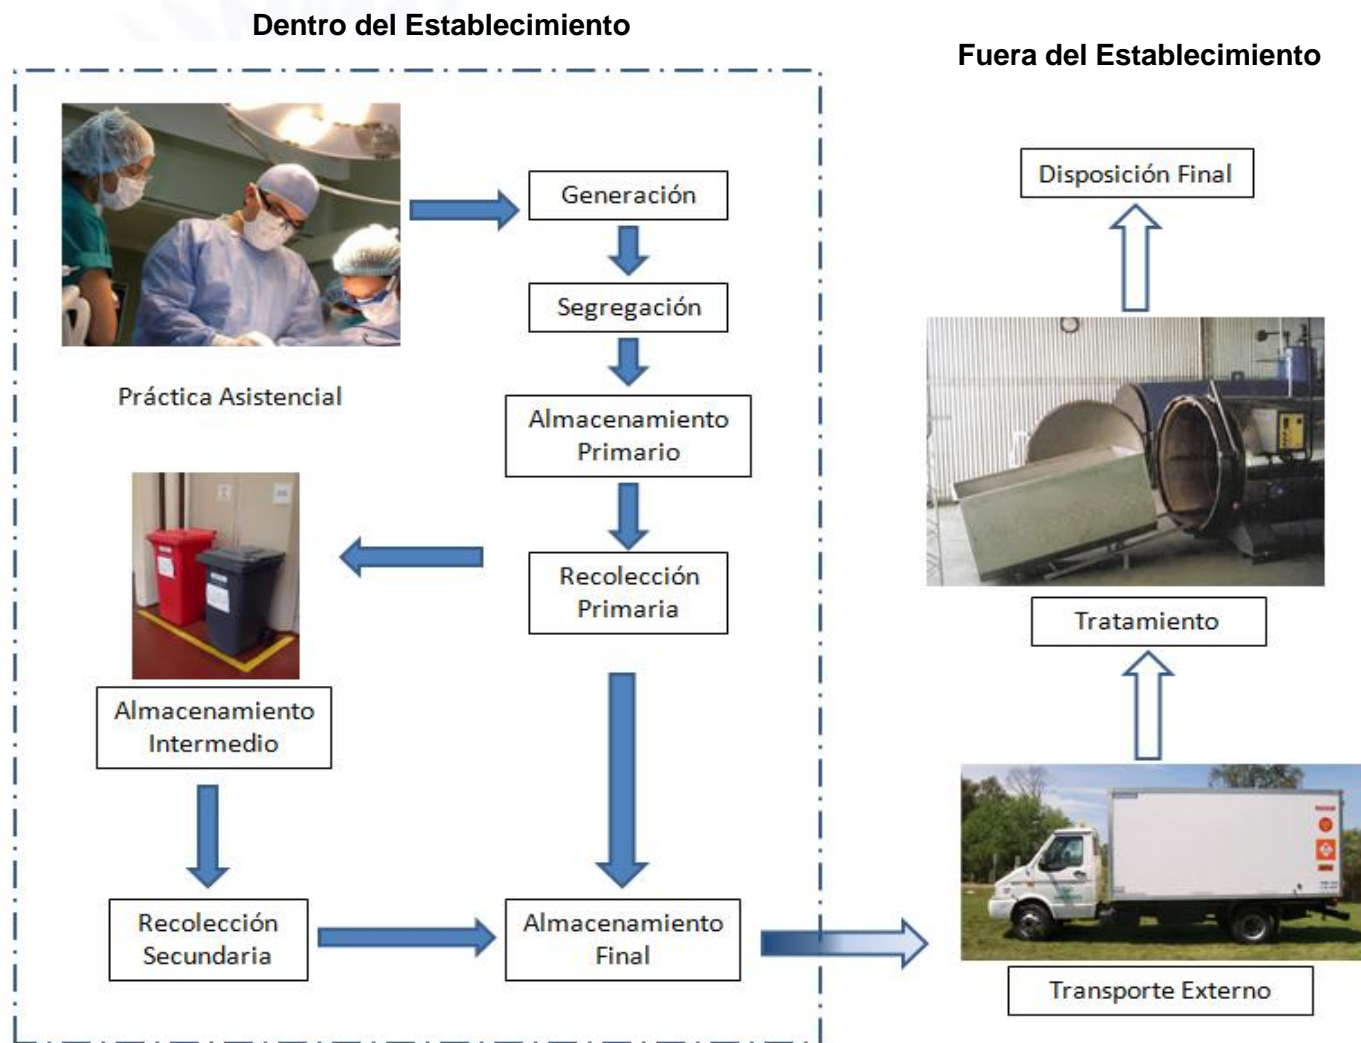 Dentro del Establecimiento
Fuera del Establecimiento
Práctica Asistencial
Generación
Segregación
Almacenamiento
Primario
Recolección
Primaria
Almacenamiento
Intermedio
Recolección
Secundaria
Almacenamiento
Final
Disposición Final
Tratamiento
Transporte Externo